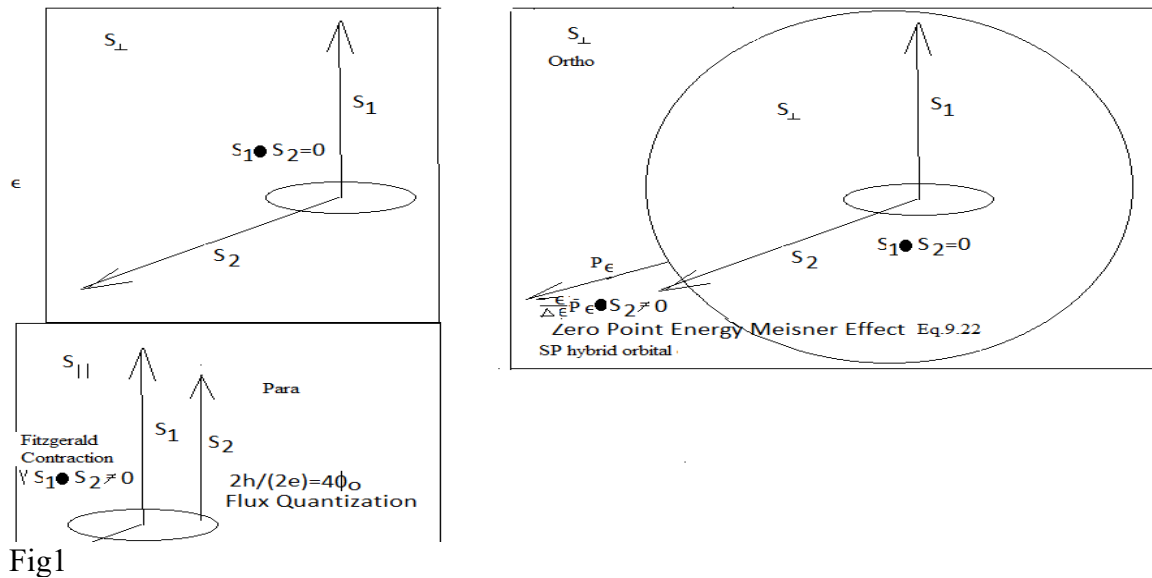 S⊥
S1
S1●S2=0
ϵ
S2
S||
Para
S1
S2
Fitzgerald
Contraction
γ S1●S2≠0
2h/(2e)=4ϕo
Flux Quantization
S⊥
Ortho
S⊥
S1
S1●S2=0
S2
Pϵ
ϵ/Δϵ Pϵ●S2≠0
Zero Point Energy Meisner Effect Eq.9.22
SP hybrid orbital
Fig1